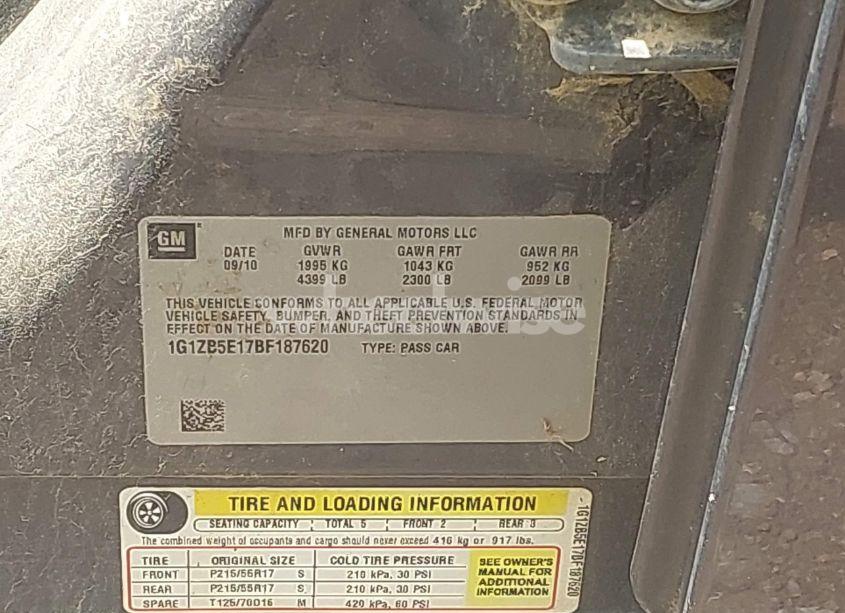 GM
MFD BY GENERAL MOTORS LLC
DATE GVWR GAWR FRT GAWR RR
09/10 1995 KG 1043 KG 952 KG
4399 LB 2300 LB 2099 LB
THIS VEHICLE CONFORMS TO ALL APPLICABLE U.S. FEDERAL MOTOR
VEHICLE SAFETY, BUMPER, AND THEFT PREVENTION STANDARDS IN
EFFECT ON THE DATE OF MANUFACTURE SHOWN ABOVE.
1G1ZB5E17BF187620 TYPE: PASS CAR
TIRE AND LOADING INFORMATION
SEATING CAPACITY TOTAL 5 FRONT 2 REAR 3
The combined weight of occupants and cargo should never exceed 416 kg or 917 lbs.
TIRE ORIGINAL SIZE COLD TIRE PRESSURE
FRONT P215/55R17 S 210 kPa, 30 PSI
REAR P215/55R17 S 210 kPa, 30 PSI
SPARE T125/70D16 M 420 kPa, 60 PSI
SEE OWNER'S
MANUAL FOR
ADDITIONAL
INFORMATION
1G1ZB5E17BF187620